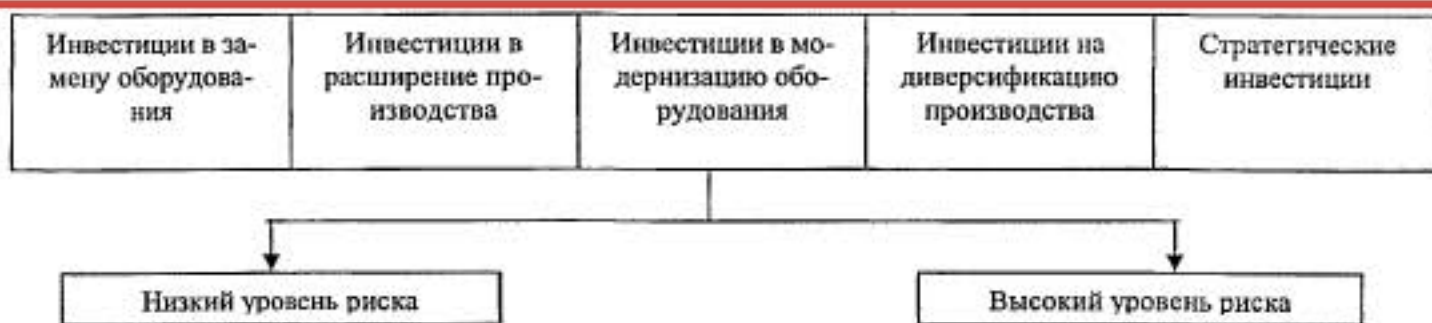 Инвестиции в за-
мену оборудова-
ния
Инвестиции в
расширение про-
изводства
Инвестиции в мо-
дернизацию обо-
рудования
Инвестиции на
диверсификацию
производства
Стратегические
инвестиции
Низкий уровень риска
Высокий уровень риска